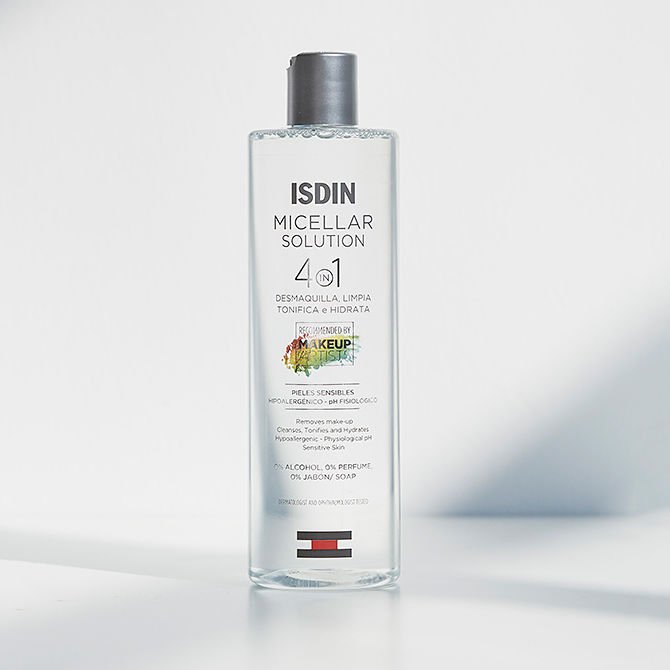 ISDIN
MICELLAR
SOLUTION
4 IN 1
DESMAQUILLA, LIMPIA
TONIFICA e HIDRATA
RECOMMENDED BY
MAKEUP
ARTISTS
PIELES SENSIBLES
HIPOALERGÉNICO - pH FISIOLÓGICO
Removes make-up
Cleanses, Tonifies and Hydrates
Hypoallergenic - Physiological pH
Sensitive Skin
0% ALCOHOL, 0% PERFUME,
0% JABON/ SOAP
DERMATOLOGIST AND OPHTHALMOLOGIST TESTED